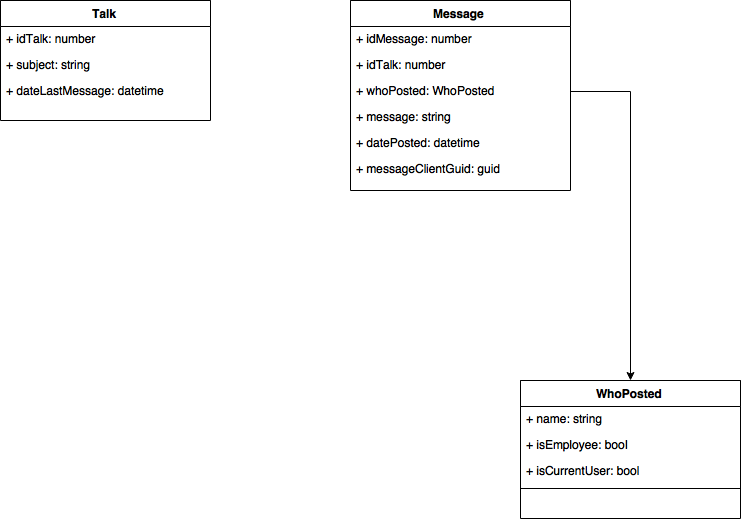 Talk
+ idTalk: number
+ subject: string
+ dateLastMessage: datetime
Message
+ idMessage: number
+ idTalk: number
+ whoPosted: WhoPosted
+ message: string
+ datePosted: datetime
+ messageClientGuid: guid
WhoPosted
+ name: string
+ isEmployee: bool
+ isCurrentUser: bool